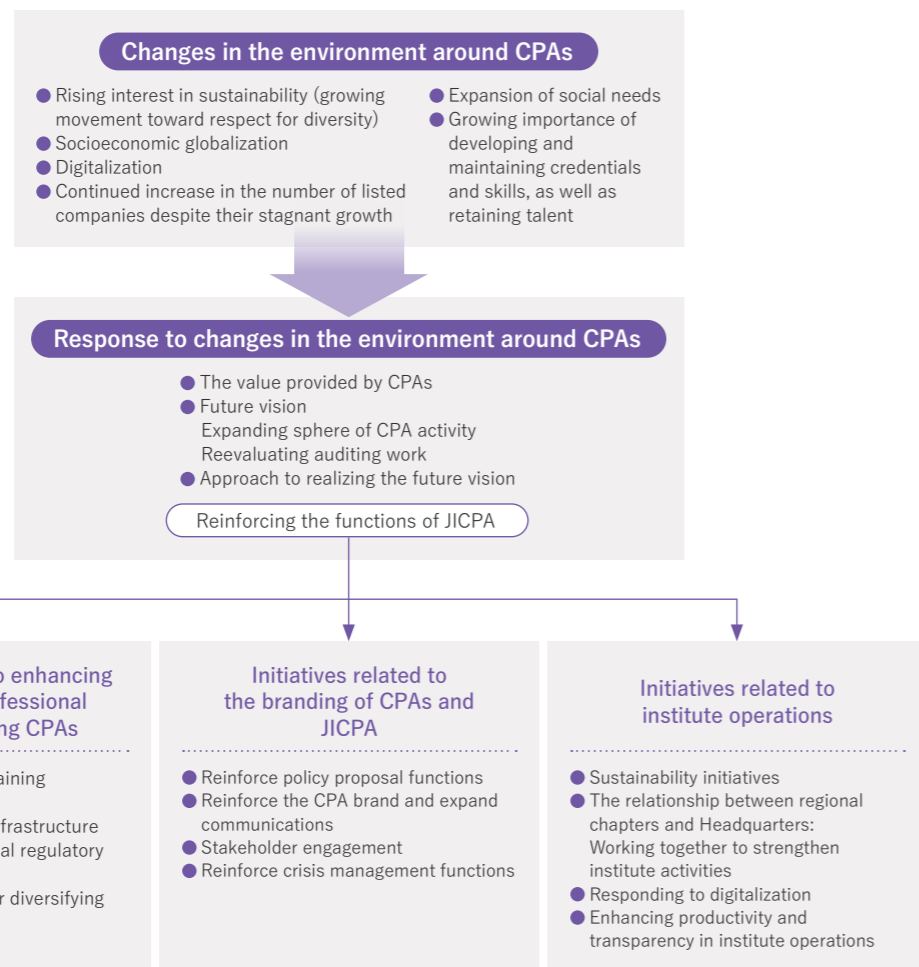 Changes in the environment around CPAs
● Rising interest in sustainability (growing
movement toward respect for diversity)
● Socioeconomic globalization
● Digitalization
● Continued increase in the number of listed
companies despite their stagnant growth
● Expansion of social needs
● Growing importance of
developing and
maintaining credentials
and skills, as well as
retaining talent
Response to changes in the environment around CPAs
● The value provided by CPAs
● Future vision
Expanding sphere of CPA activity
Reevaluating auditing work
● Approach to realizing the future vision
Reinforcing the functions of JICPA
enhancing
CPAs
regulatory
diversifying
Initiatives related to
the branding of CPAs and
JICPA
● Reinforce policy proposal functions
● Reinforce the CPA brand and expand
communications
● Stakeholder engagement
● Reinforce crisis management functions
Initiatives related to
institute operations
● Sustainability initiatives
● The relationship between regional
chapters and Headquarters:
Working together to strengthen
institute activities
● Responding to digitalization
● Enhancing productivity and
transparency in institute operations